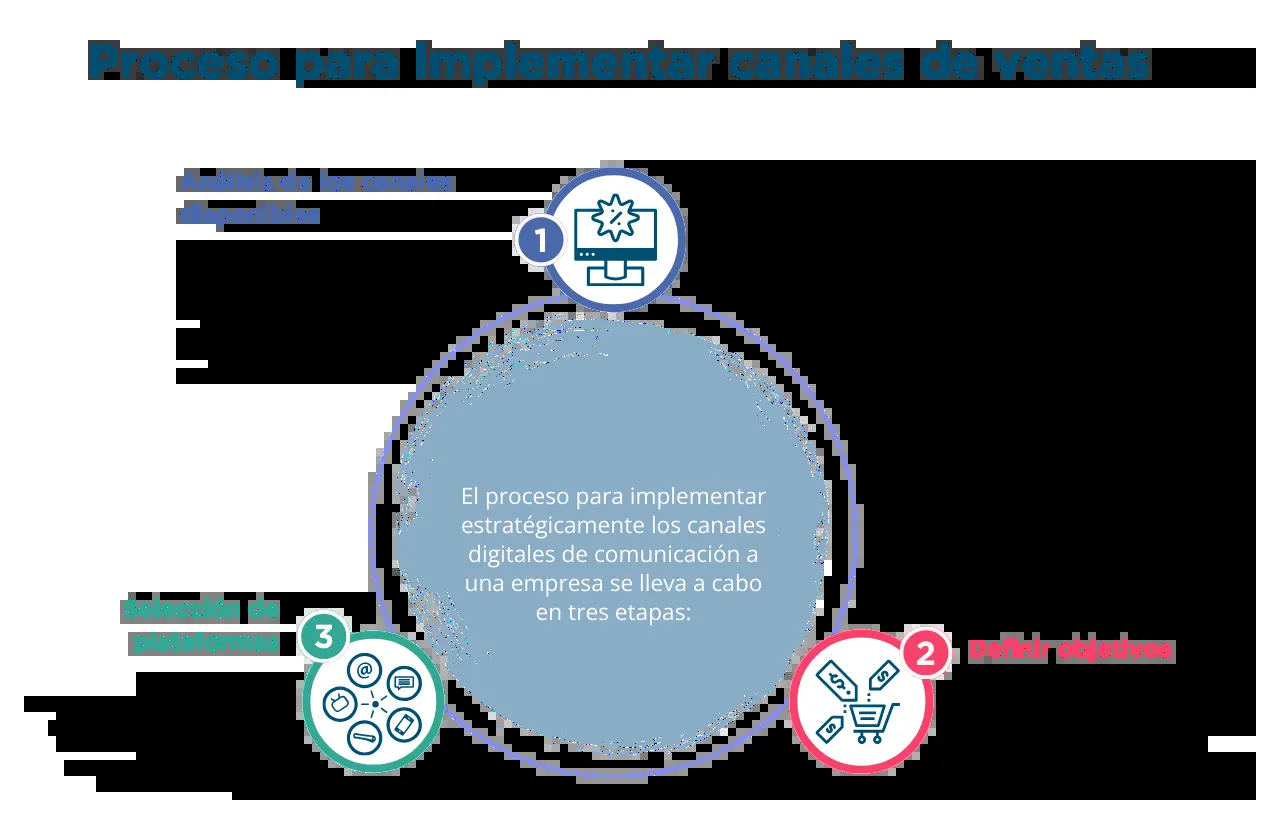 Proceso para implementar canales de ventas
Análisis de los canales
disponibles
1
El proceso para implementar
estratégicamente los canales
digitales de comunicación a
una empresa se lleva a cabo
en tres etapas:
2
Definir objetivos
3
Selección de
plataformas